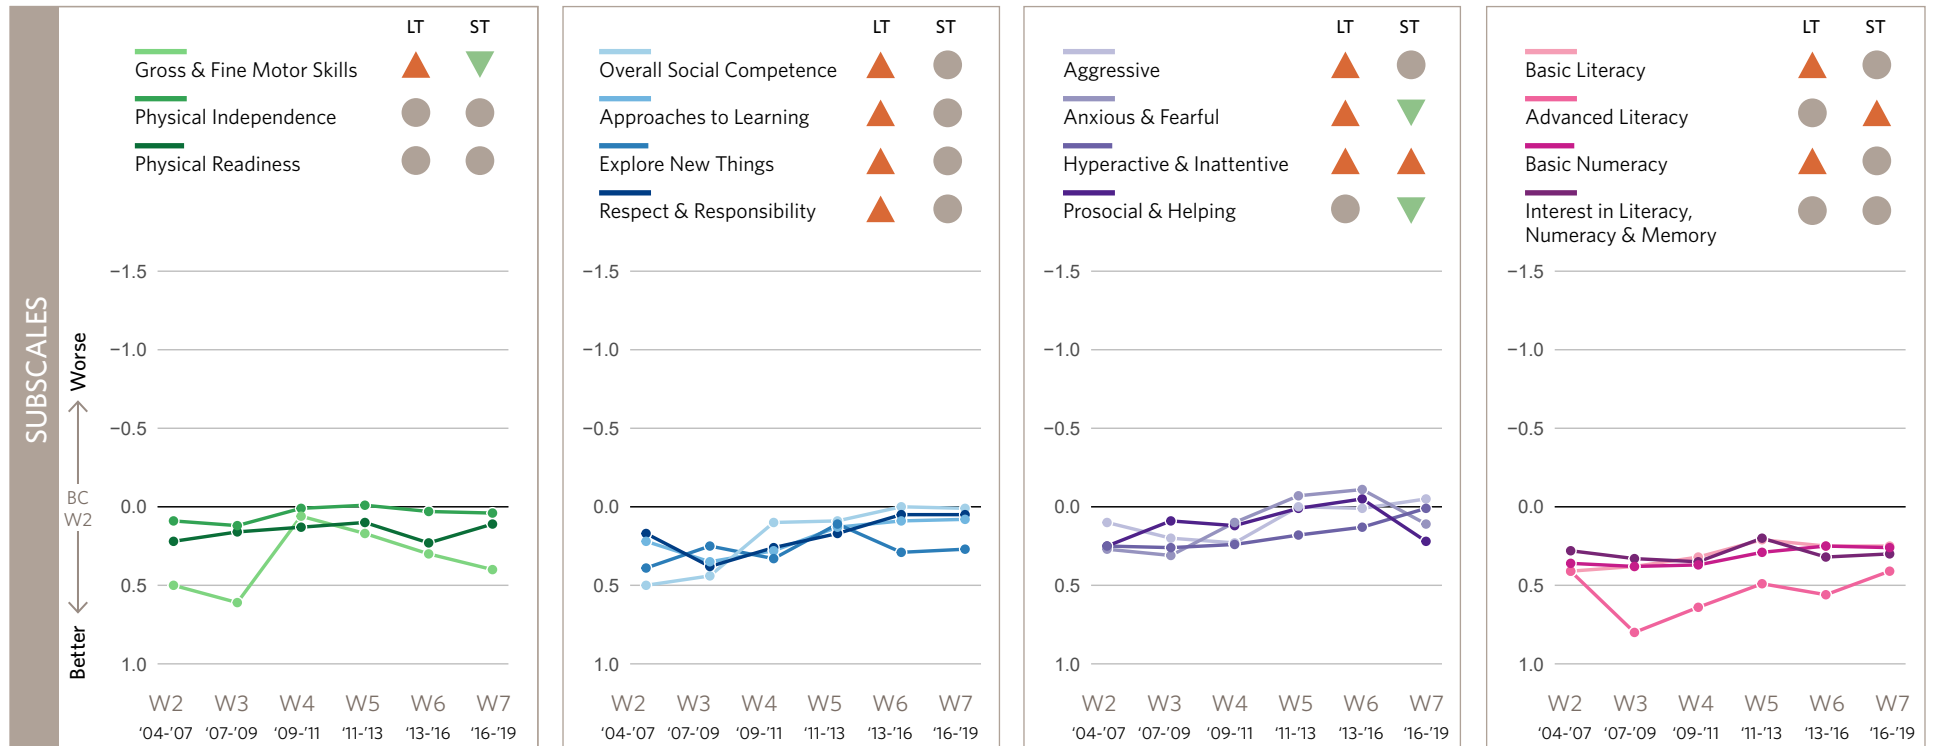 SUBSCALES
Worse
BC
W2
Better
LT ST
Gross & Fine Motor Skills
Physical Independence
Physical Readiness
−1.5
−1.0
−0.5
0.0
0.5
1.0
W2 W3 W4 W5 W6 W7
‘04-’07 ‘07-’09 ‘09-’11 ‘11-’13 ‘13-’16 ‘16-’19
LT ST
Overall Social Competence
Approaches to Learning
Explore New Things
Respect & Responsibility
−1.5
−1.0
−0.5
0.0
0.5
1.0
W2 W3 W4 W5 W6 W7
‘04-’07 ‘07-’09 ‘09-’11 ‘11-’13 ‘13-’16 ‘16-’19
LT ST
Aggressive
Anxious & Fearful
Hyperactive & Inattentive
Prosocial & Helping
−1.5
−1.0
−0.5
0.0
0.5
1.0
W2 W3 W4 W5 W6 W7
‘04-’07 ‘07-’09 ‘09-’11 ‘11-’13 ‘13-’16 ‘16-’19
LT ST
Basic Literacy
Advanced Literacy
Basic Numeracy
Interest in Literacy,
Numeracy & Memory
−1.5
−1.0
−0.5
0.0
0.5
1.0
W2 W3 W4 W5 W6 W7
‘04-’07 ‘07-’09 ‘09-’11 ‘11-’13 ‘13-’16 ‘16-’19